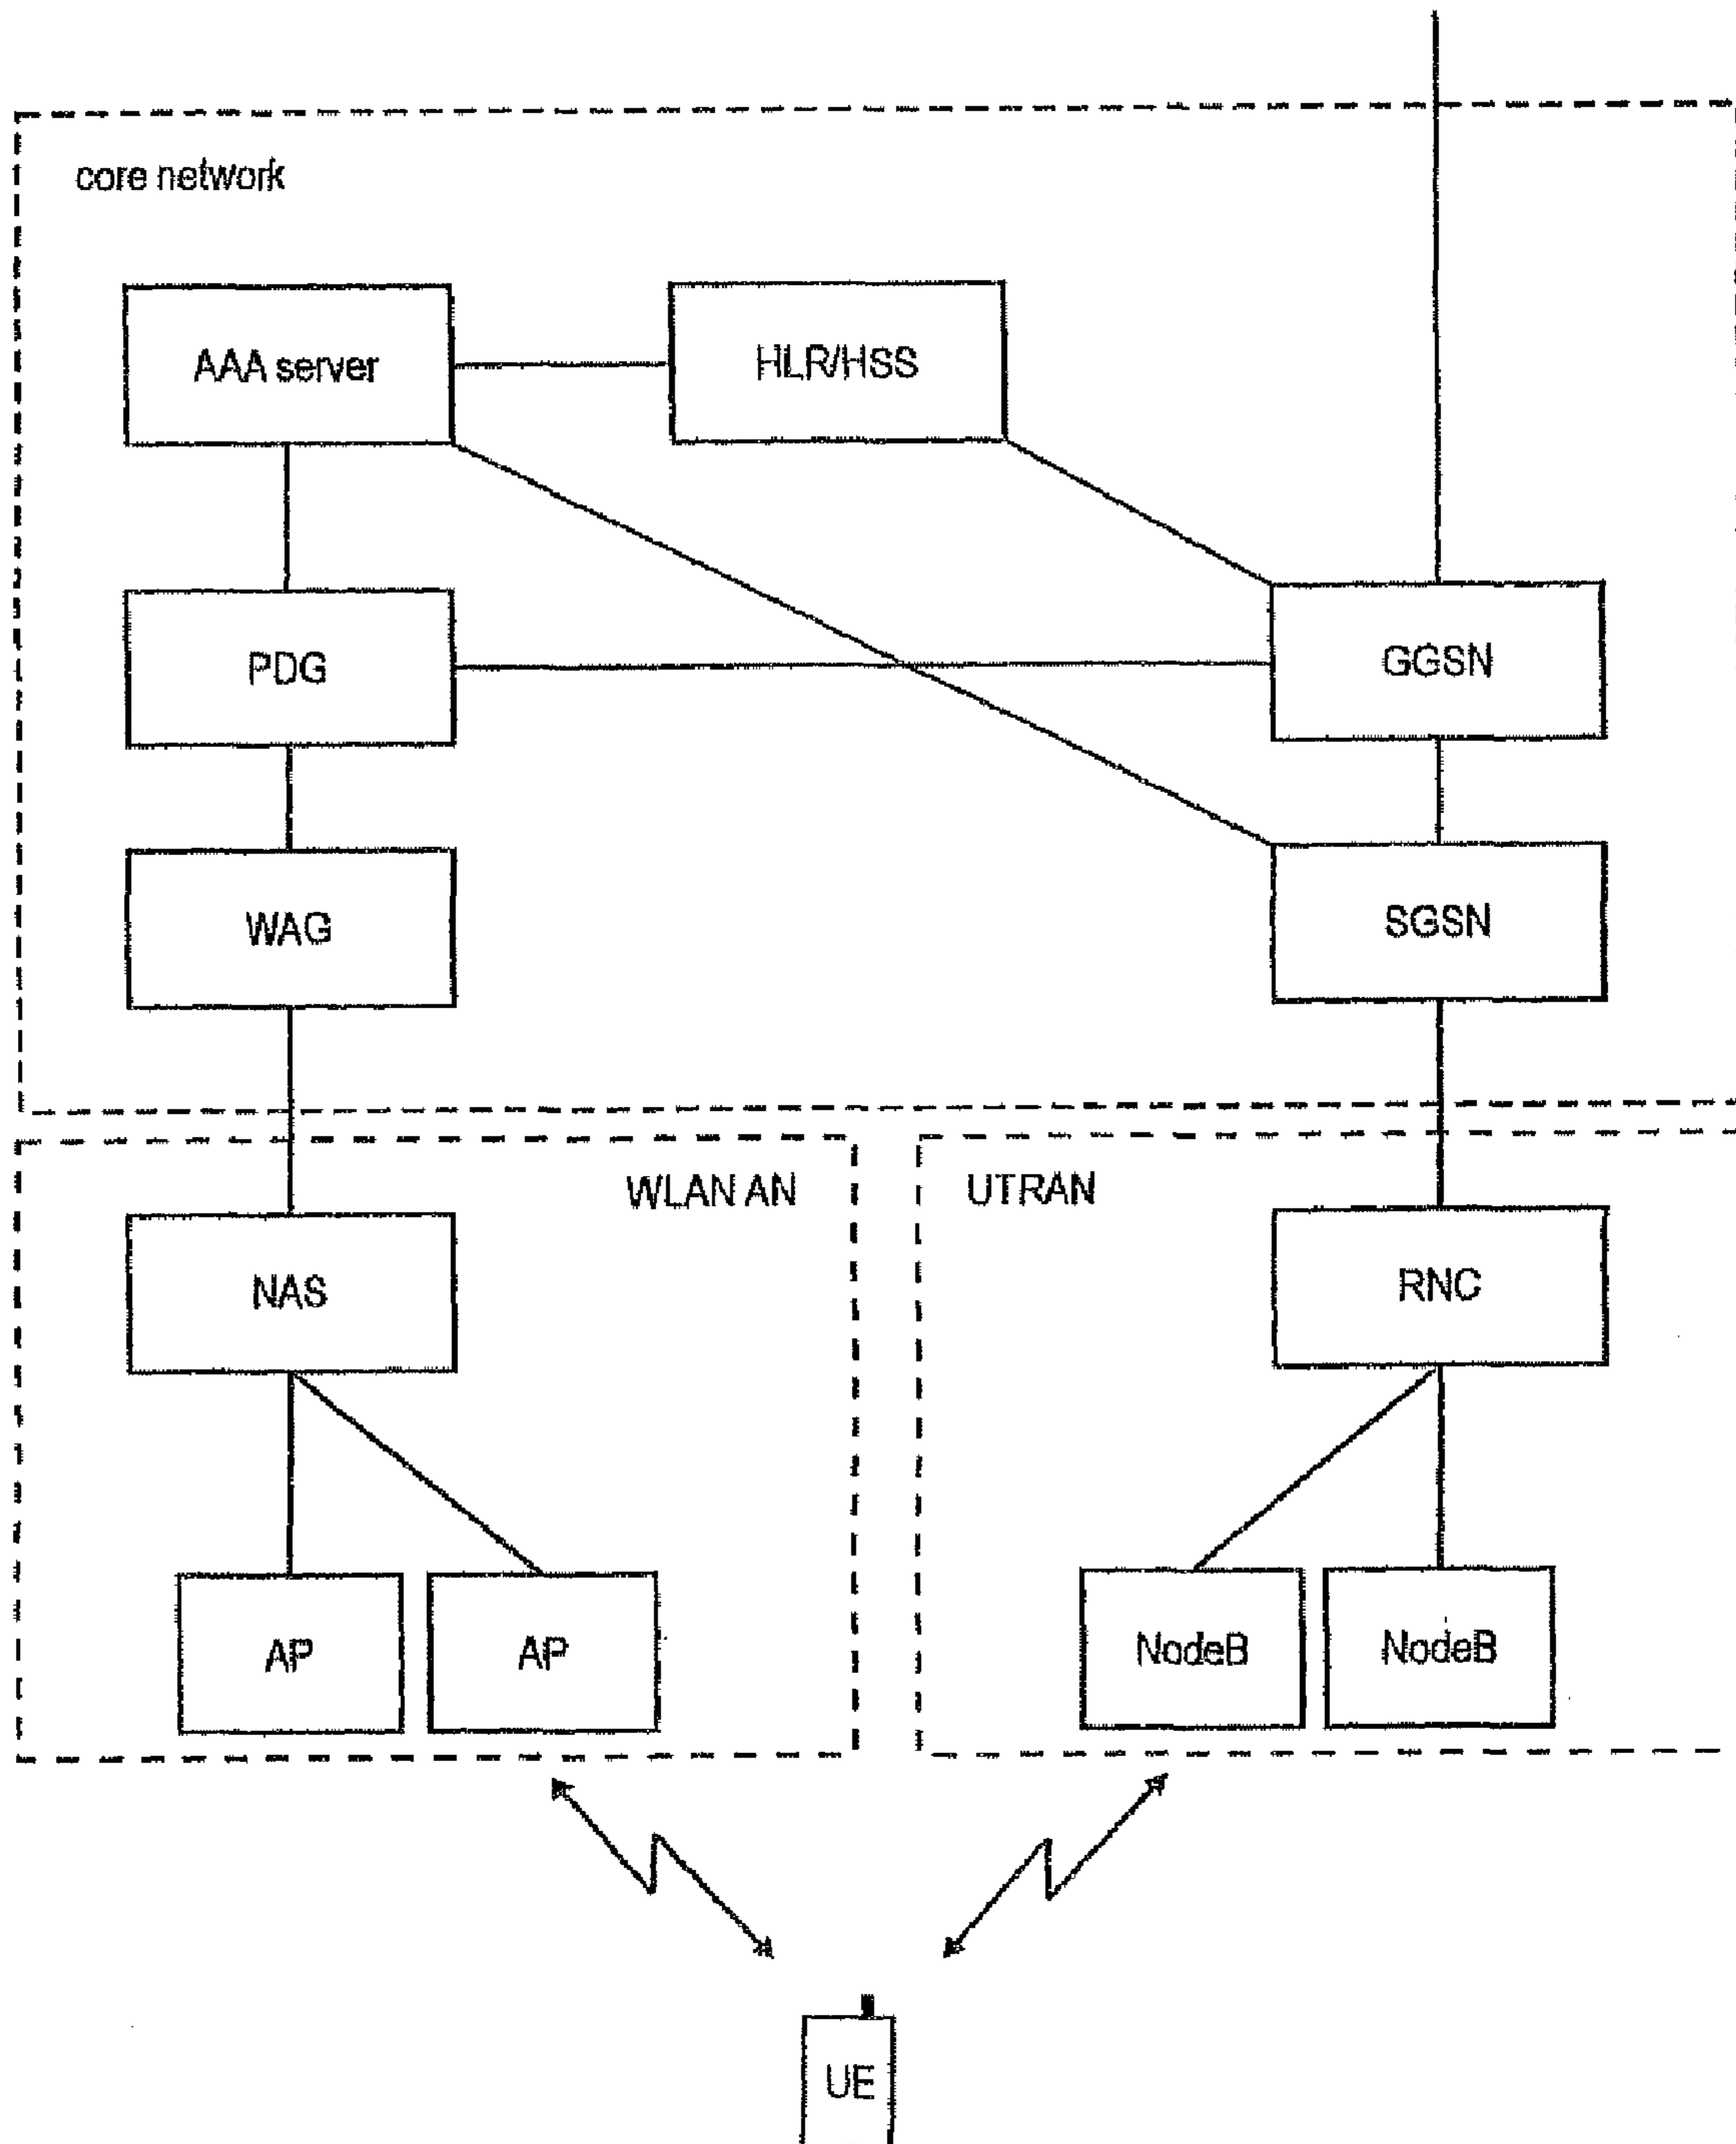 core network
AAA server
HLR/HSS
PDG
GGSN
WAG
SGSN
WLAN AN
UTRAN
NAS
RNC
AP
AP
NodeB
NodeB
UE